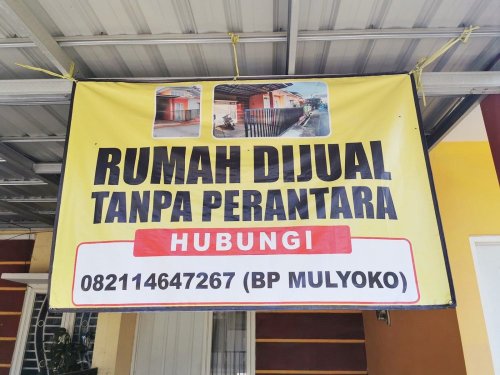 RUMAH DIJUAL
TANPA PERANTARA
HUBUNGI
082114647267 (BP MULYOKO)